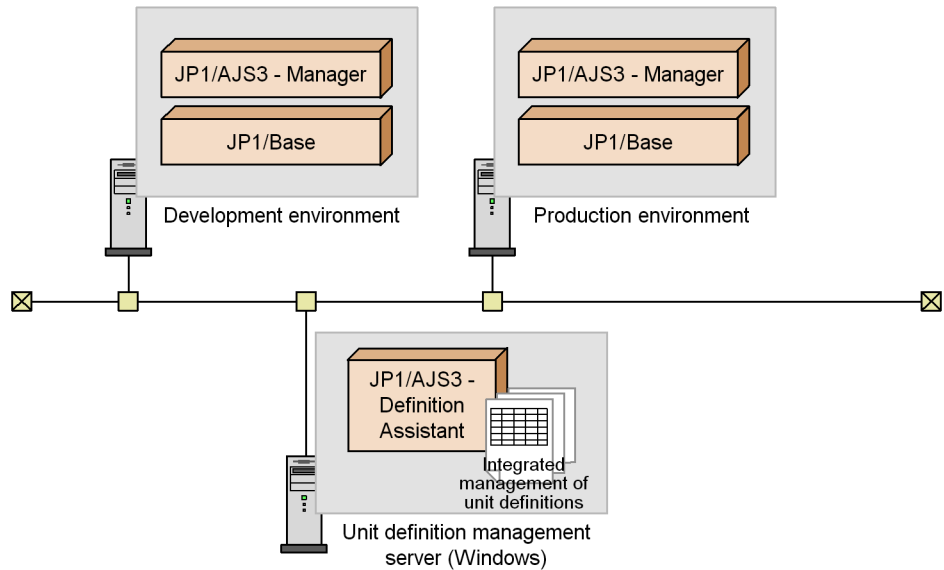 JP1/AJS3 - Manager
JP1/Base
Development environment
JP1/AJS3 - Manager
JP1/Base
Production environment
JP1/AJS3 -
Definition
Assistant
Integrated
management of
unit definitions
Unit definition management
server (Windows)